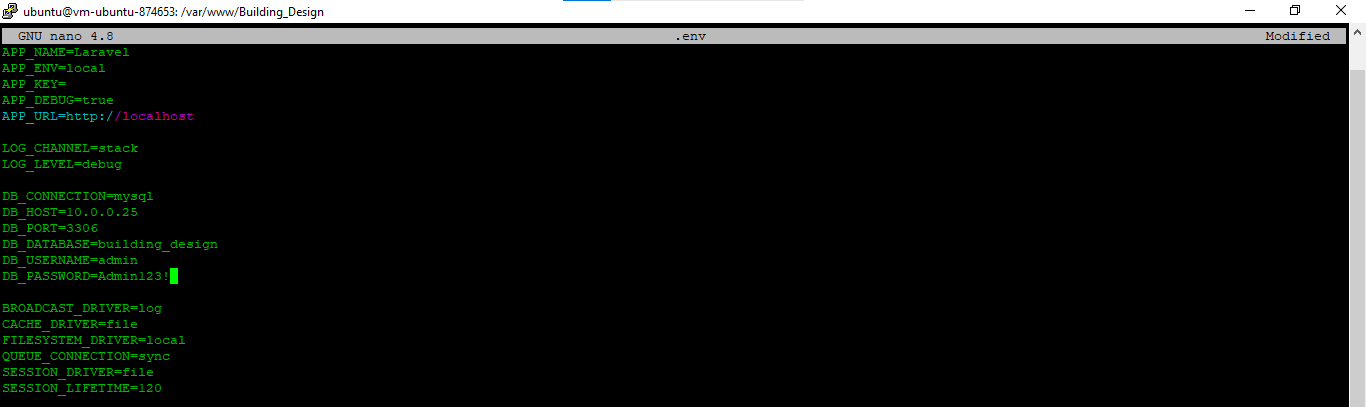 ubuntu@vm-ubuntu-874653: /var/www/Building_Design
GNU nano 4.8 .env Modified
APP_NAME=Laravel
APP_ENV=local
APP_KEY=
APP_DEBUG=true
APP_URL=http://localhost
LOG_CHANNEL=stack
LOG_LEVEL=debug
DB_CONNECTION=mysql
DB_HOST=10.0.0.25
DB_PORT=3306
DB_DATABASE=building_design
DB_USERNAME=admin
DB_PASSWORD=Admin123!
BROADCAST_DRIVER=log
CACHE_DRIVER=file
FILESYSTEM_DRIVER=local
QUEUE_CONNECTION=sync
SESSION_DRIVER=file
SESSION_LIFETIME=120